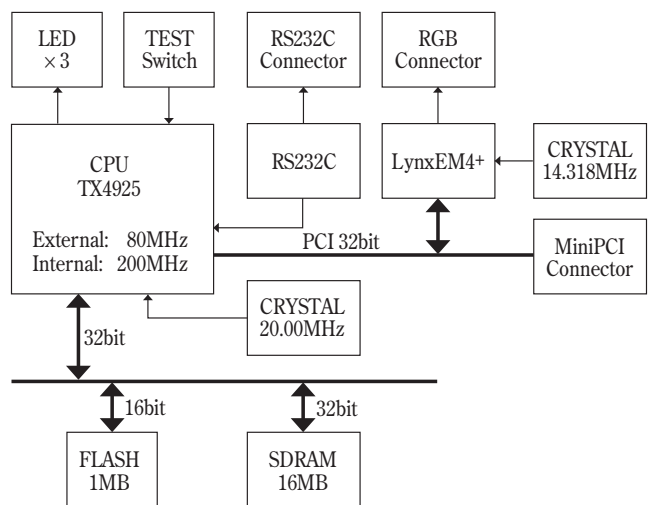 LED
×3
TEST
Switch
RS232C
Connector
RGB
Connector
CPU
TX4925
External: 80MHz
Internal: 200MHz
RS232C
LynxEM4+
CRYSTAL
14.318MHz
PCI 32bit
MiniPCI
Connector
CRYSTAL
20.00MHz
32bit
16bit
32bit
FLASH
1MB
SDRAM
16MB